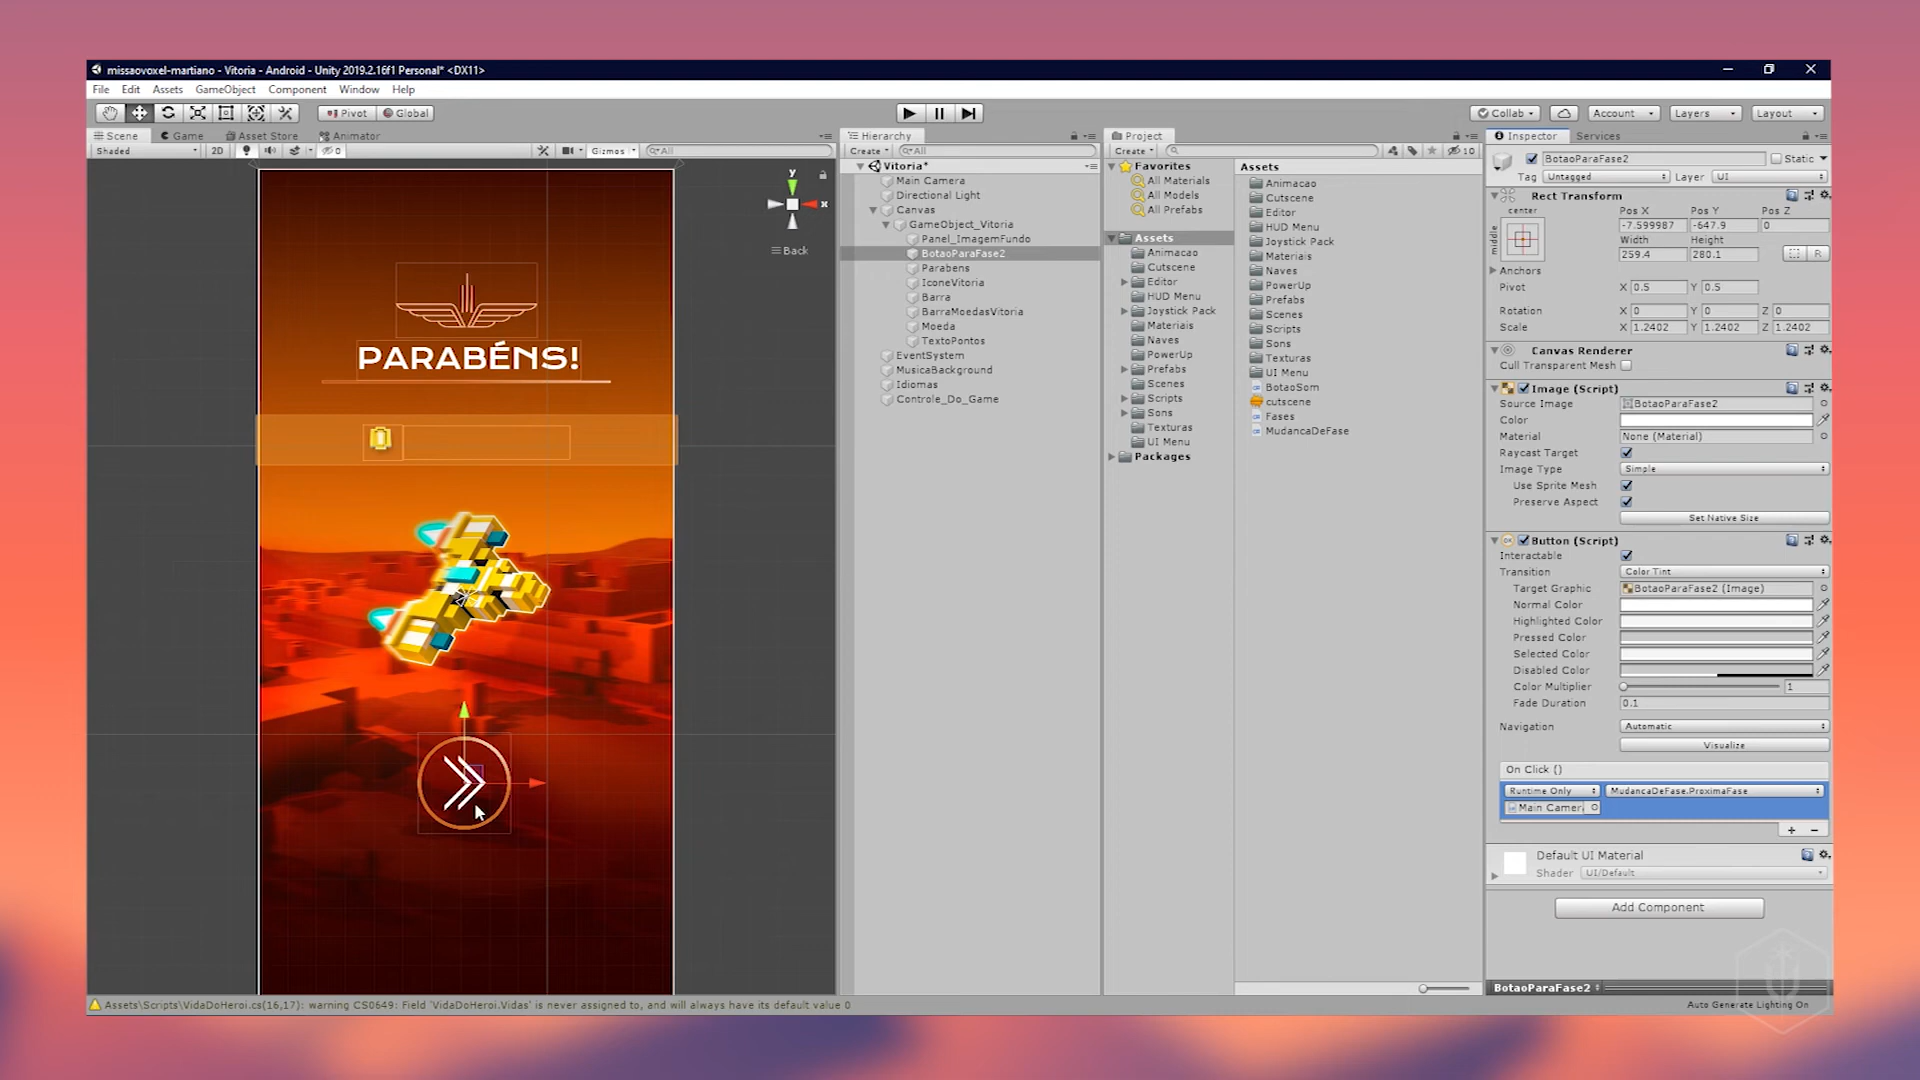 missaovoxel-martiano - Vitoria - Android - Unity 2019.2.16f1 Personal* <DX11>
File Edit Assets GameObject Component Window Help
Pivot Global Collab Account Layers Layout
Scene Game Asset Store Animator
Shaded 2D 0 Gizmos All
y
x
Back
PARABÉNS!
Hierarchy
Create All
Vitoria*
Main Camera
Directional Light
Canvas
GameObject_Vitoria
Panel_ImagemFundo
BotaoParaFase2
Parabens
IconeVitoria
Barra
BarraMoedasVitoria
Moeda
TextoPontos
EventSystem
MusicaBackground
Idiomas
Controle_Do_Game
Project
Create 10
Favorites
All Materials
All Models
All Prefabs
Assets
Animacao
Cutscene
Editor
HUD Menu
Joystick Pack
Materiais
Naves
PowerUp
Prefabs
Scenes
Scripts
Sons
Texturas
UI Menu
Packages
Assets
Animacao
Cutscene
Editor
HUD Menu
Joystick Pack
Materiais
Naves
PowerUp
Prefabs
Scenes
Scripts
Sons
Texturas
UI Menu
BotaoSom
cutscene
Fases
MudancaDeFase
Inspector Services
BotaoParaFase2 Static
Tag Untagged Layer UI
Rect Transform
center Pos X Pos Y Pos Z
middle -7.599987 -647.9 0
Width Height
259.4 280.1 R
Anchors
Pivot X 0.5 Y 0.5
Rotation X 0 Y 0 Z 0
Scale X 1.2402 Y 1.2402 Z 1.2402
Canvas Renderer
Cull Transparent Mesh
Image (Script)
Source Image BotaoParaFase2
Color
Material None (Material)
Raycast Target
Image Type Simple
Use Sprite Mesh
Preserve Aspect
Set Native Size
Button (Script)
Interactable
Transition Color Tint
Target Graphic BotaoParaFase2 (Image)
Normal Color
Highlighted Color
Pressed Color
Selected Color
Disabled Color
Color Multiplier 1
Fade Duration 0.1
Navigation Automatic
Visualize
On Click ()
Runtime Only MudancaDeFase.ProximaFase
Main Camer
+ −
Default UI Material
Shader UI/Default
Add Component
BotaoParaFase2
Assets\Scripts\VidaDoHeroi.cs(16,17): warning CS0649: Field 'VidaDoHeroi.Vidas' is never assigned to, and will always have its default value 0
Auto Generate Lighting On